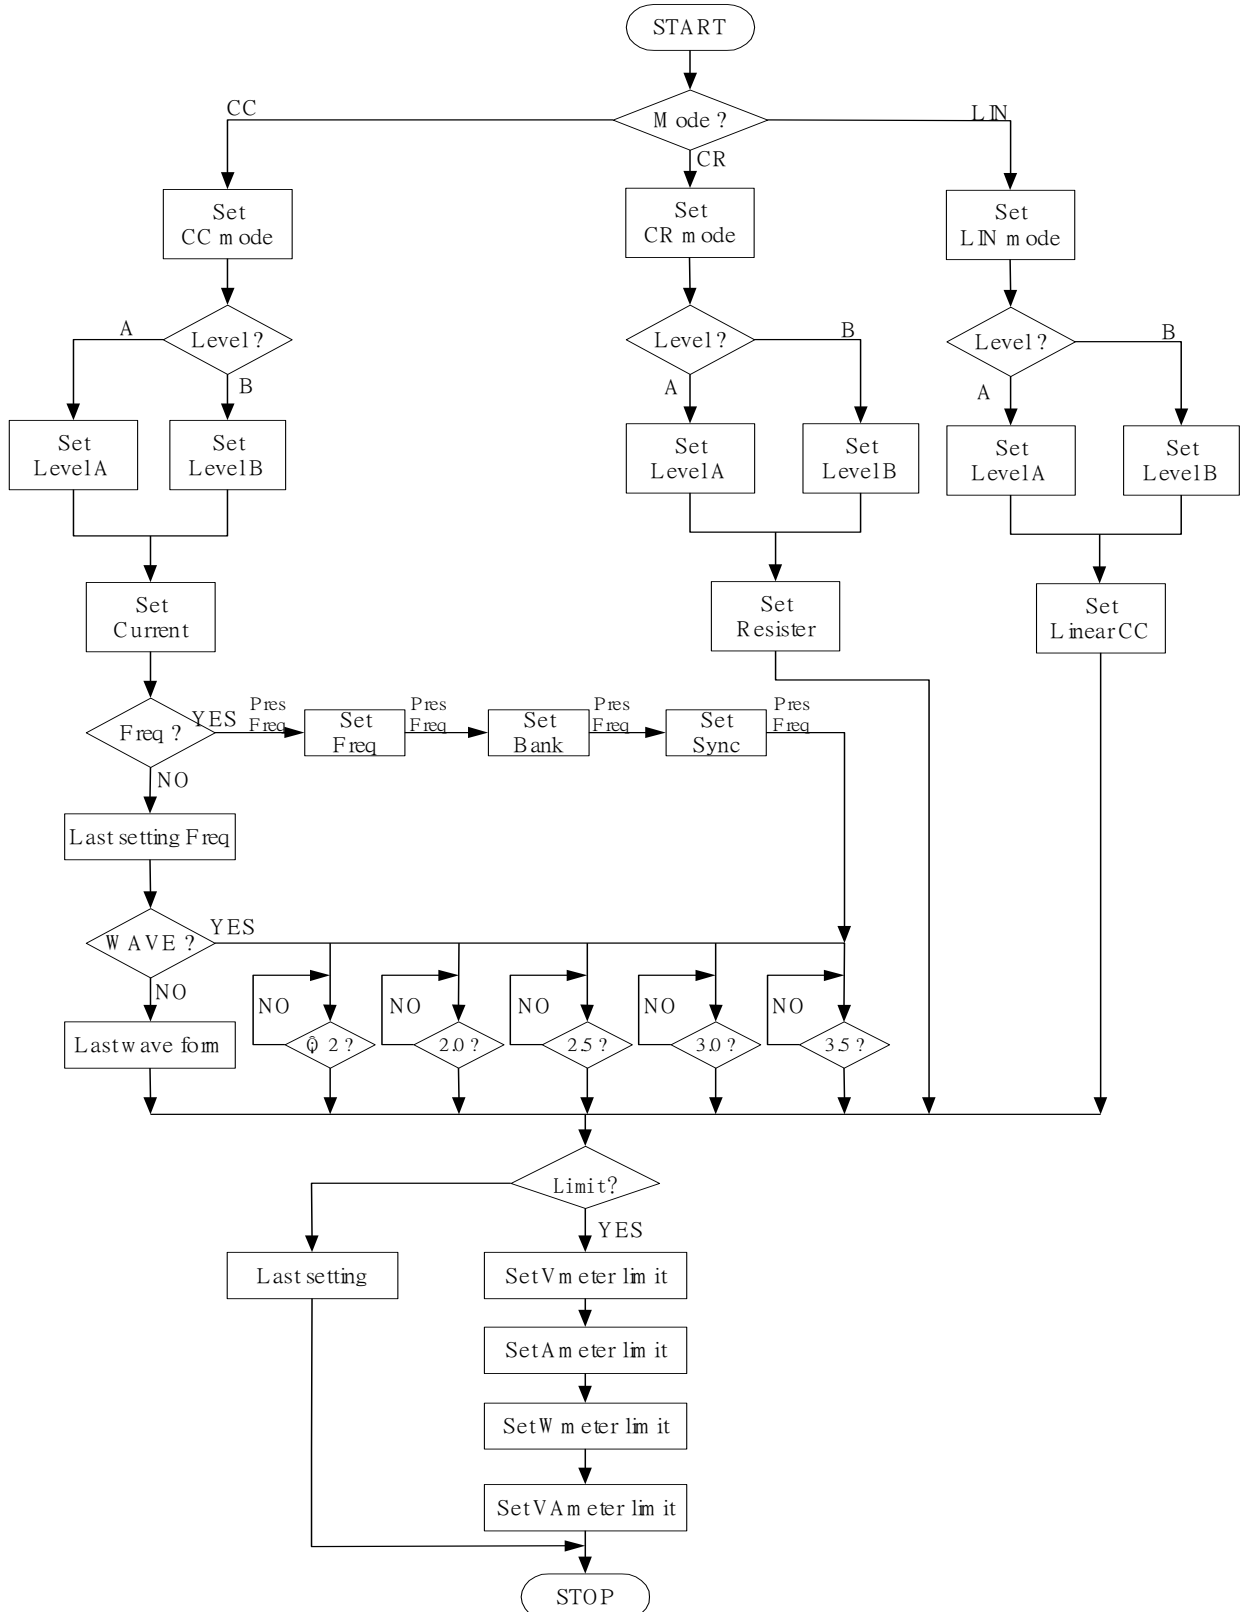 START
Mode?
CC
LIN
CR
Set
CC mode
Set
CR mode
Set
LIN mode
Level?
A
B
Level?
A
B
Level?
A
B
Set
Level A
Set
Level B
Set
Level A
Set
Level B
Set
Level A
Set
Level B
Set
Current
Set
Resister
Set
Linear CC
Freq?
YES
Pres
Freq
Set
Freq
Pres
Freq
Set
Bank
Pres
Freq
Set
Sync
Pres
Freq
NO
Last setting Freq
WAVE?
YES
NO
NO
NO
NO
NO
NO
Last wave form
2?
2.0?
2.5?
3.0?
3.5?
Limit?
YES
Last setting
Set V meter limit
Set A meter limit
Set W meter limit
Set VA meter limit
STOP